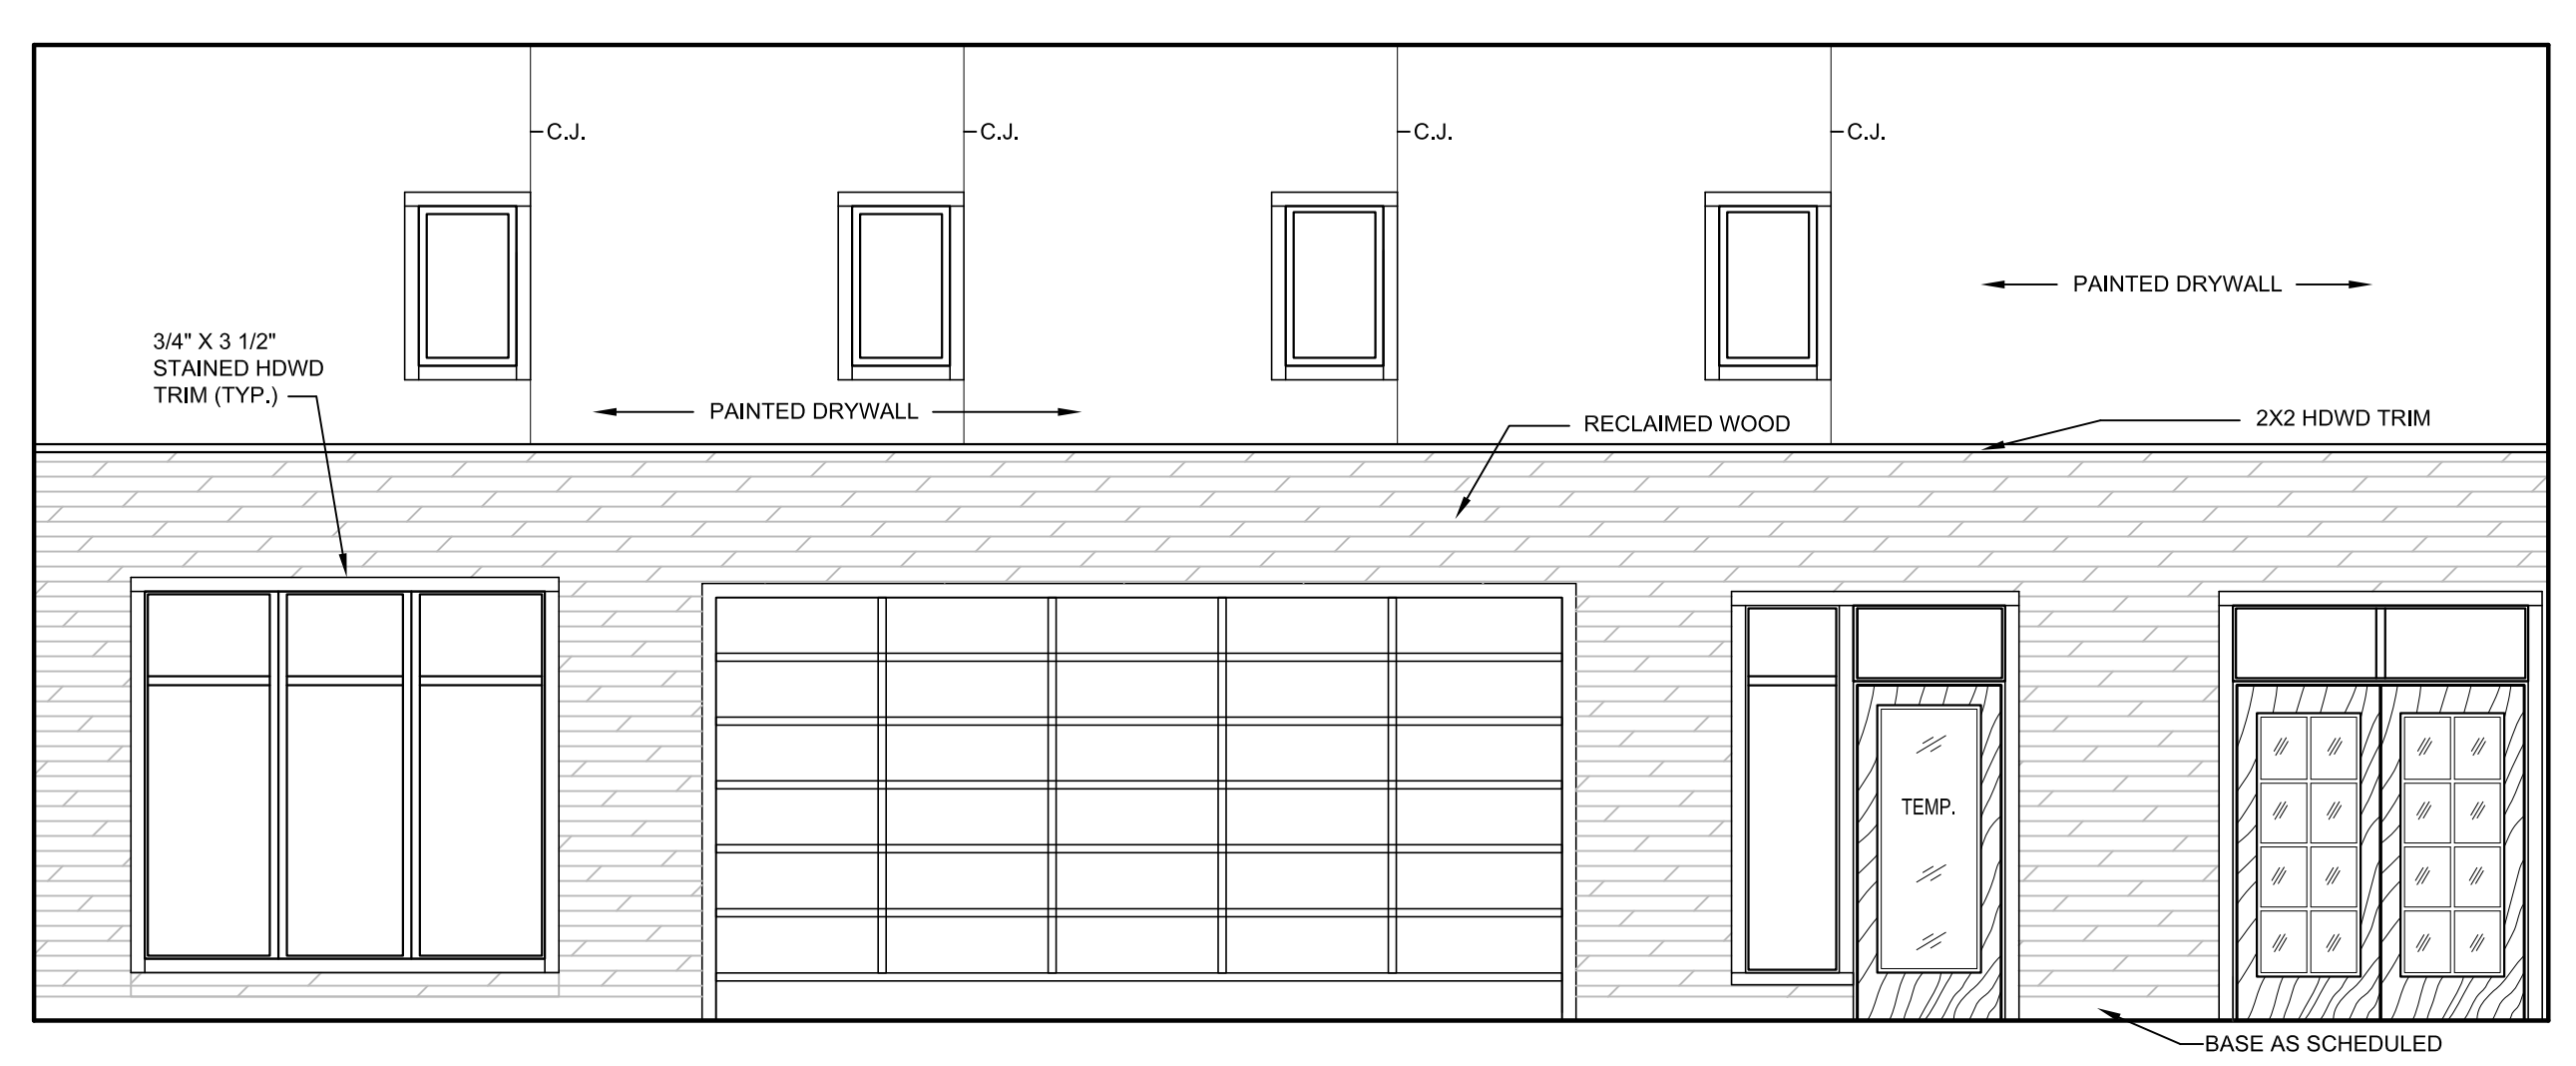 C.J.
C.J.
C.J.
C.J.
PAINTED DRYWALL
3/4" X 3 1/2"
STAINED HDWD
TRIM (TYP.)
PAINTED DRYWALL
RECLAIMED WOOD
2X2 HDWD TRIM
TEMP.
BASE AS SCHEDULED